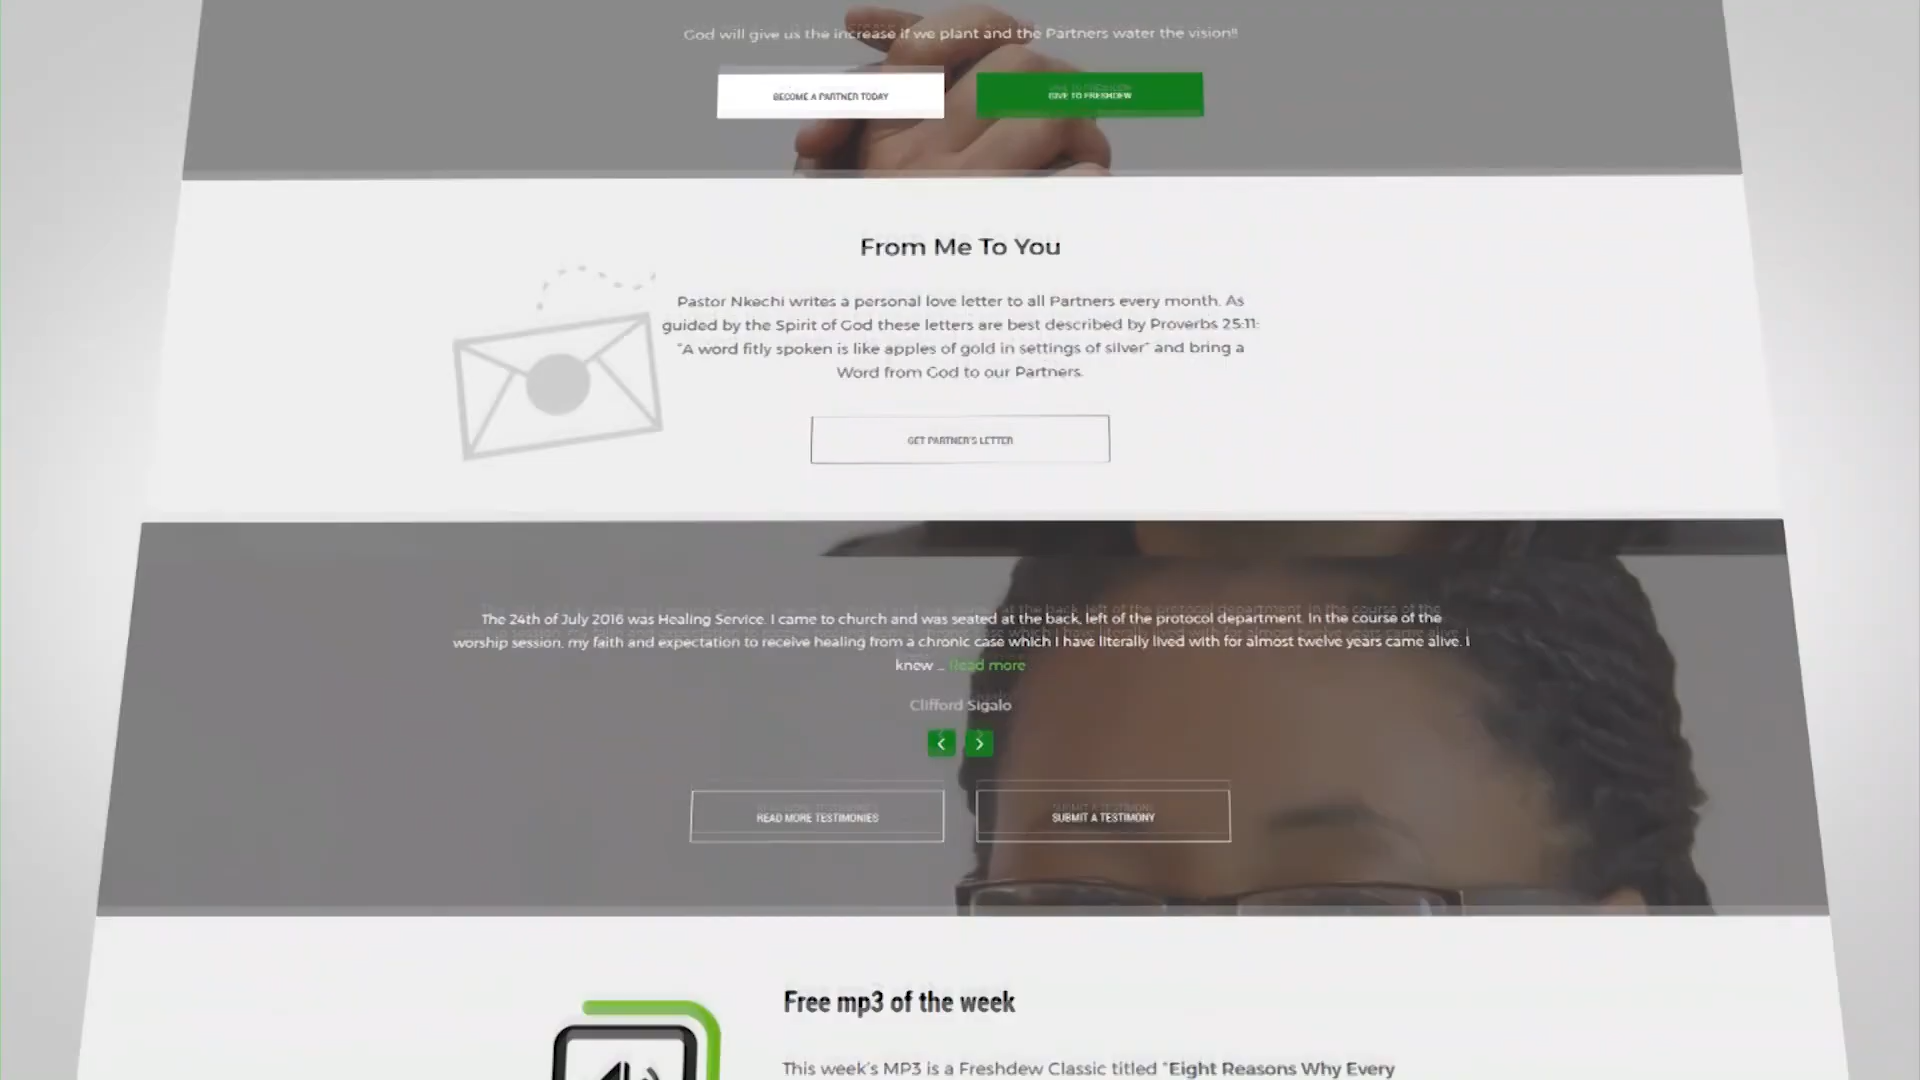 God will give us the increase if we plant and the Partners water the vision!!
BECOME A PARTNER TODAY
GIVE TO FRESHDEW
From Me To You
Pastor Nkechi writes a personal love letter to all Partners every month. As
guided by the Spirit of God these letters are best described by Proverbs 25:11:
"A word fitly spoken is like apples of gold in settings of silver" and bring a
Word from God to our Partners.
GET PARTNER'S LETTER
The 24th of July 2016 was Healing Service. I came to church and was seated at the back, left of the protocol department. In the course of the
worship session, my faith and expectation to receive healing from a chronic case which I have literally lived with for almost twelve years came alive. I
knew ... Read more
Clifford Sigalo
READ MORE TESTIMONIES
SUBMIT A TESTIMONY
Free mp3 of the week
This week's MP3 is a Freshdew Classic titled "Eight Reasons Why Every